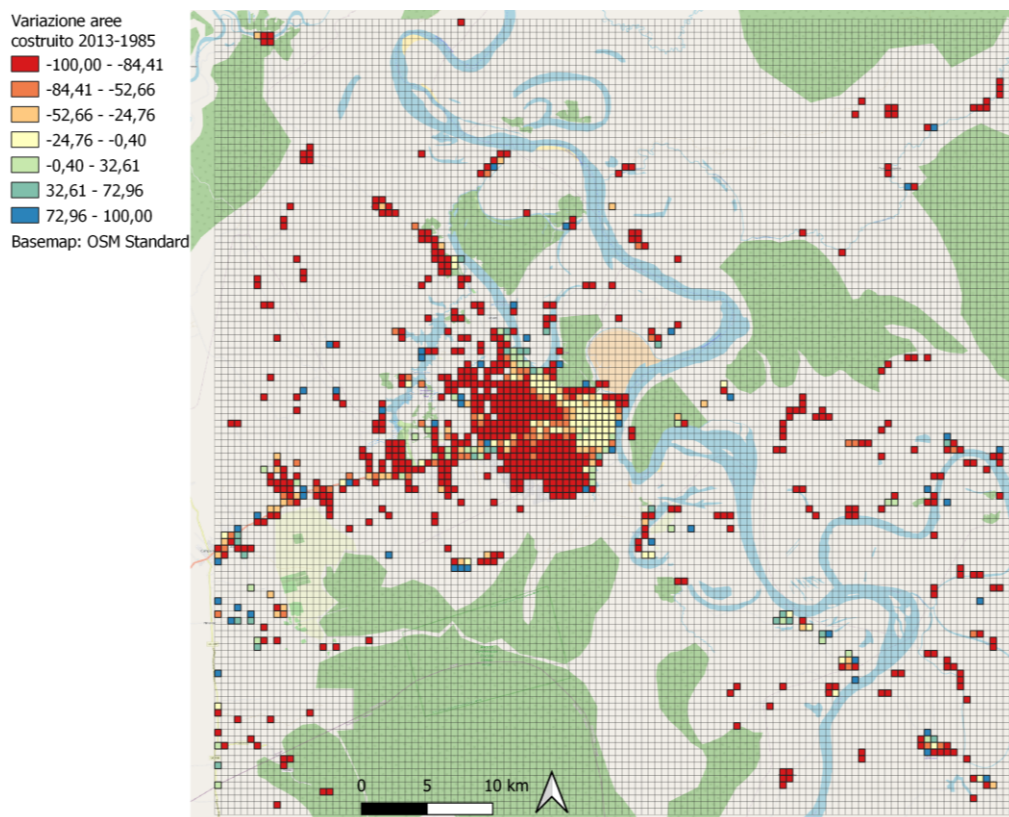 Variazione aree
costruito 2013-1985
-100,00 - -84,41
-84,41 - -52,66
-52,66 - -24,76
-24,76 - -0,40
-0,40 - 32,61
32,61 - 72,96
72,96 - 100,00
Basemap: OSM Standard
0 5 10 km